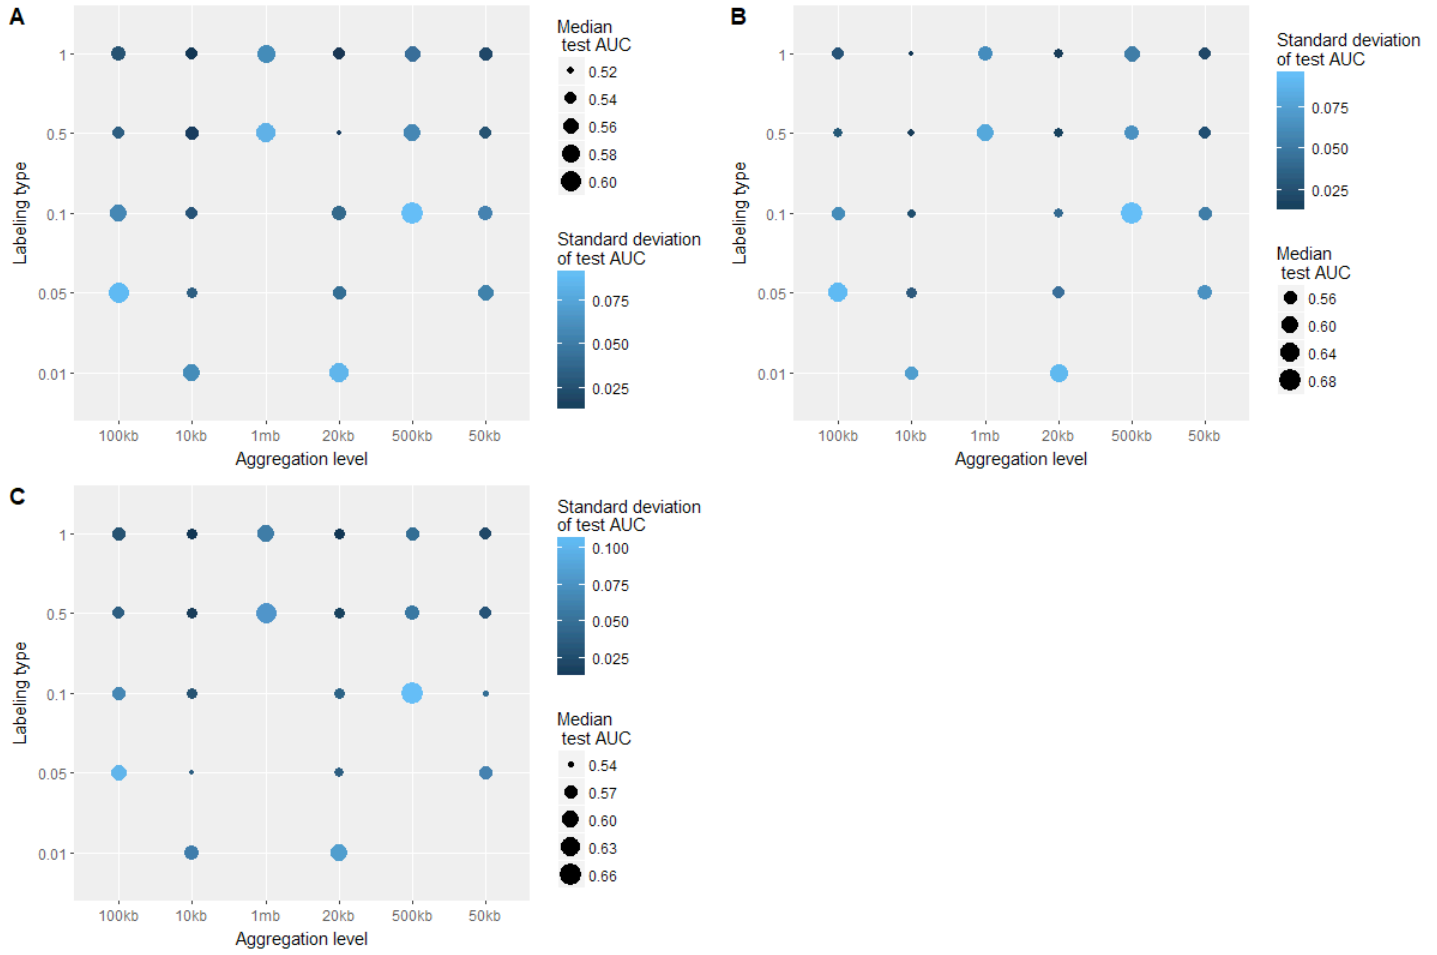 A
1
0.5
0.1
0.05
0.01
Labeling type
100kb 10kb 1mb 20kb 500kb 50kb
Aggregation level
Median
test AUC
0.52
0.54
0.56
0.58
0.60
Standard deviation
of test AUC
0.075
0.050
0.025
B
1
0.5
0.1
0.05
0.01
Labeling type
100kb 10kb 1mb 20kb 500kb 50kb
Aggregation level
Standard deviation
of test AUC
0.075
0.050
0.025
Median
test AUC
0.56
0.60
0.64
0.68
C
1
0.5
0.1
0.05
0.01
Labeling type
100kb 10kb 1mb 20kb 500kb 50kb
Aggregation level
Standard deviation
of test AUC
0.100
0.075
0.050
0.025
Median
test AUC
0.54
0.57
0.60
0.63
0.66